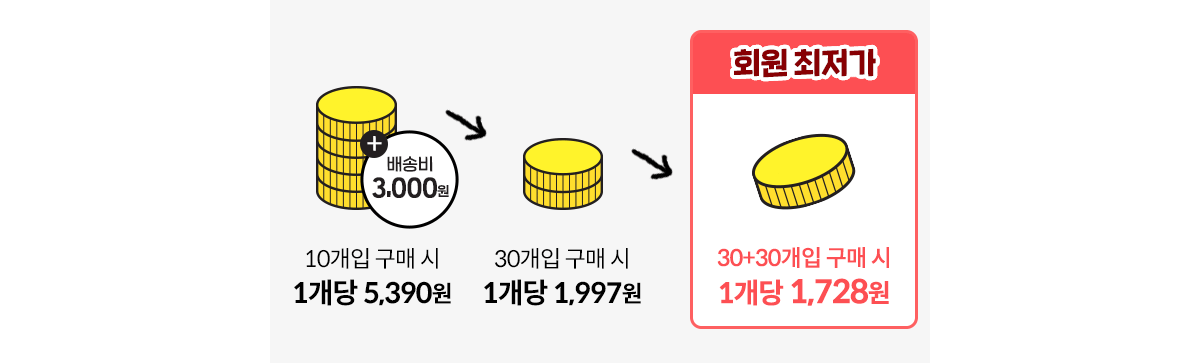 회원 최저가
+
배송비
3,000원
10개입 구매 시
1개당 5,390원
30개입 구매 시
1개당 1,997원
30+30개입 구매 시
1개당 1,728원